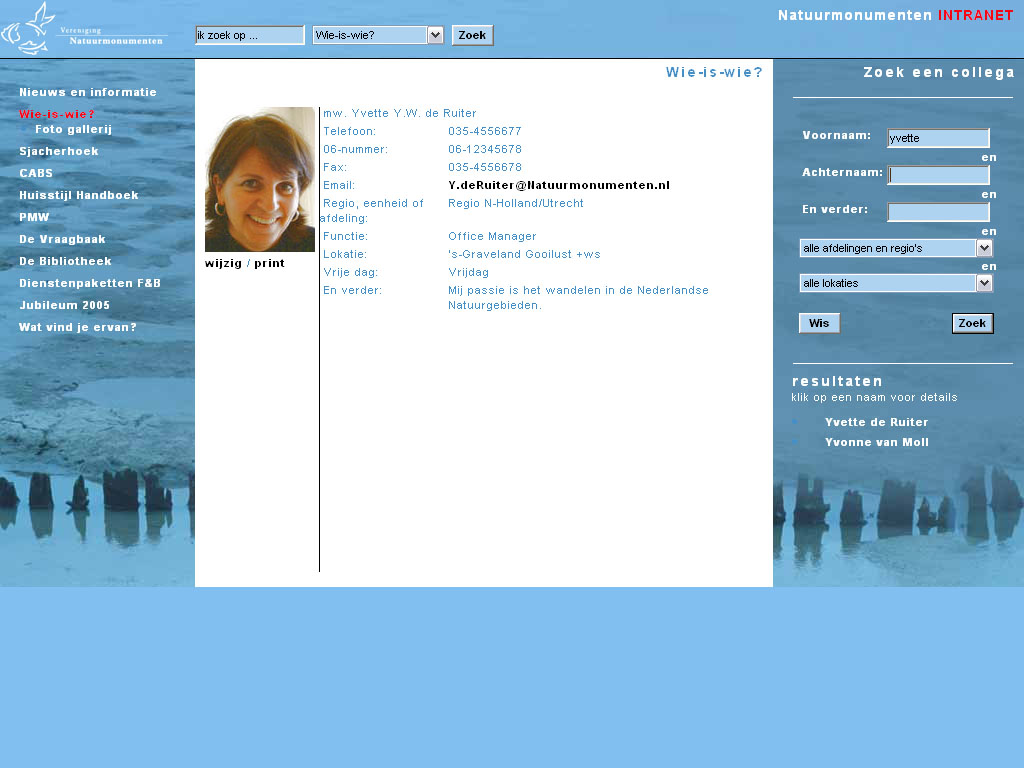 Vereniging
Natuurmonumenten
ik zoek op ...
Wie-is-wie?
Zoek
Natuurmonumenten INTRANET
Nieuws en informatie
Wie-is-wie?
Foto gallerij
Sjacherhoek
CABS
Huisstijl Handboek
PMW
De Vraagbaak
De Bibliotheek
Dienstenpaketten F&B
Jubileum 2005
Wat vind je ervan?
Wie-is-wie?
mw. Yvette Y.W. de Ruiter
Telefoon: 035-4556677
06-nummer: 06-12345678
Fax: 035-4556678
Email: Y.deRuiter@Natuurmonumenten.nl
Regio, eenheid of Regio N-Holland/Utrecht
afdeling:
Functie: Office Manager
Lokatie: 's-Graveland Gooilust +ws
Vrije dag: Vrijdag
En verder: Mij passie is het wandelen in de Nederlandse
Natuurgebieden.
wijzig / print
Zoek een collega
Voornaam: yvette
en
Achternaam:
en
En verder:
en
alle afdelingen en regio's
en
alle lokaties
Wis Zoek
resultaten
klik op een naam voor details
Yvette de Ruiter
Yvonne van Moll